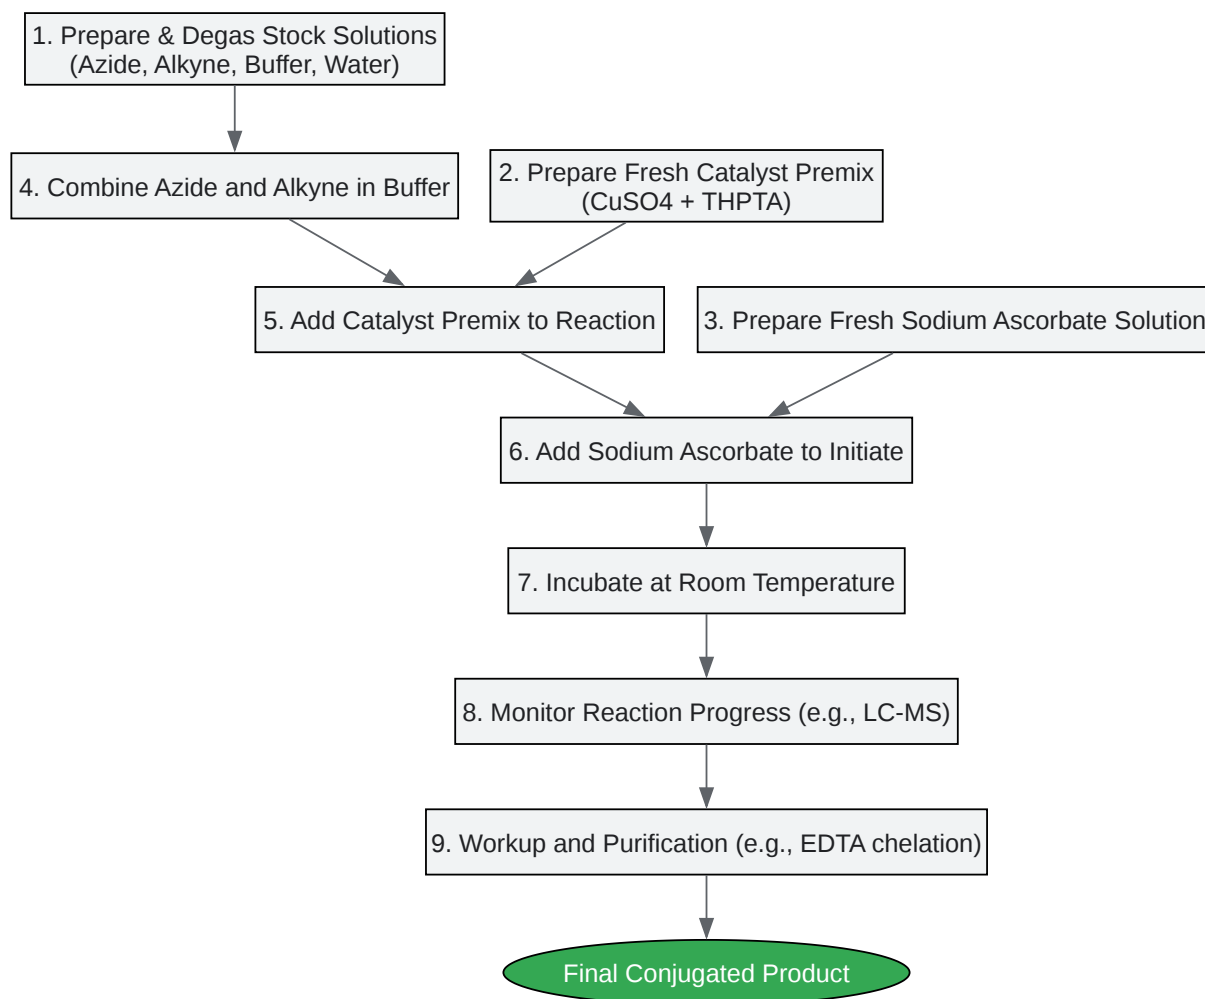 1. Prepare & Degas Stock Solutions
(Azide, Alkyne, Buffer, Water)
4. Combine Azide and Alkyne in Buffer
2. Prepare Fresh Catalyst Premix
(CuSO4 + THPTA)
5. Add Catalyst Premix to Reaction
3. Prepare Fresh Sodium Ascorbate Solution
6. Add Sodium Ascorbate to Initiate
7. Incubate at Room Temperature
8. Monitor Reaction Progress (e.g., LC-MS)
9. Workup and Purification (e.g., EDTA chelation)
Final Conjugated Product